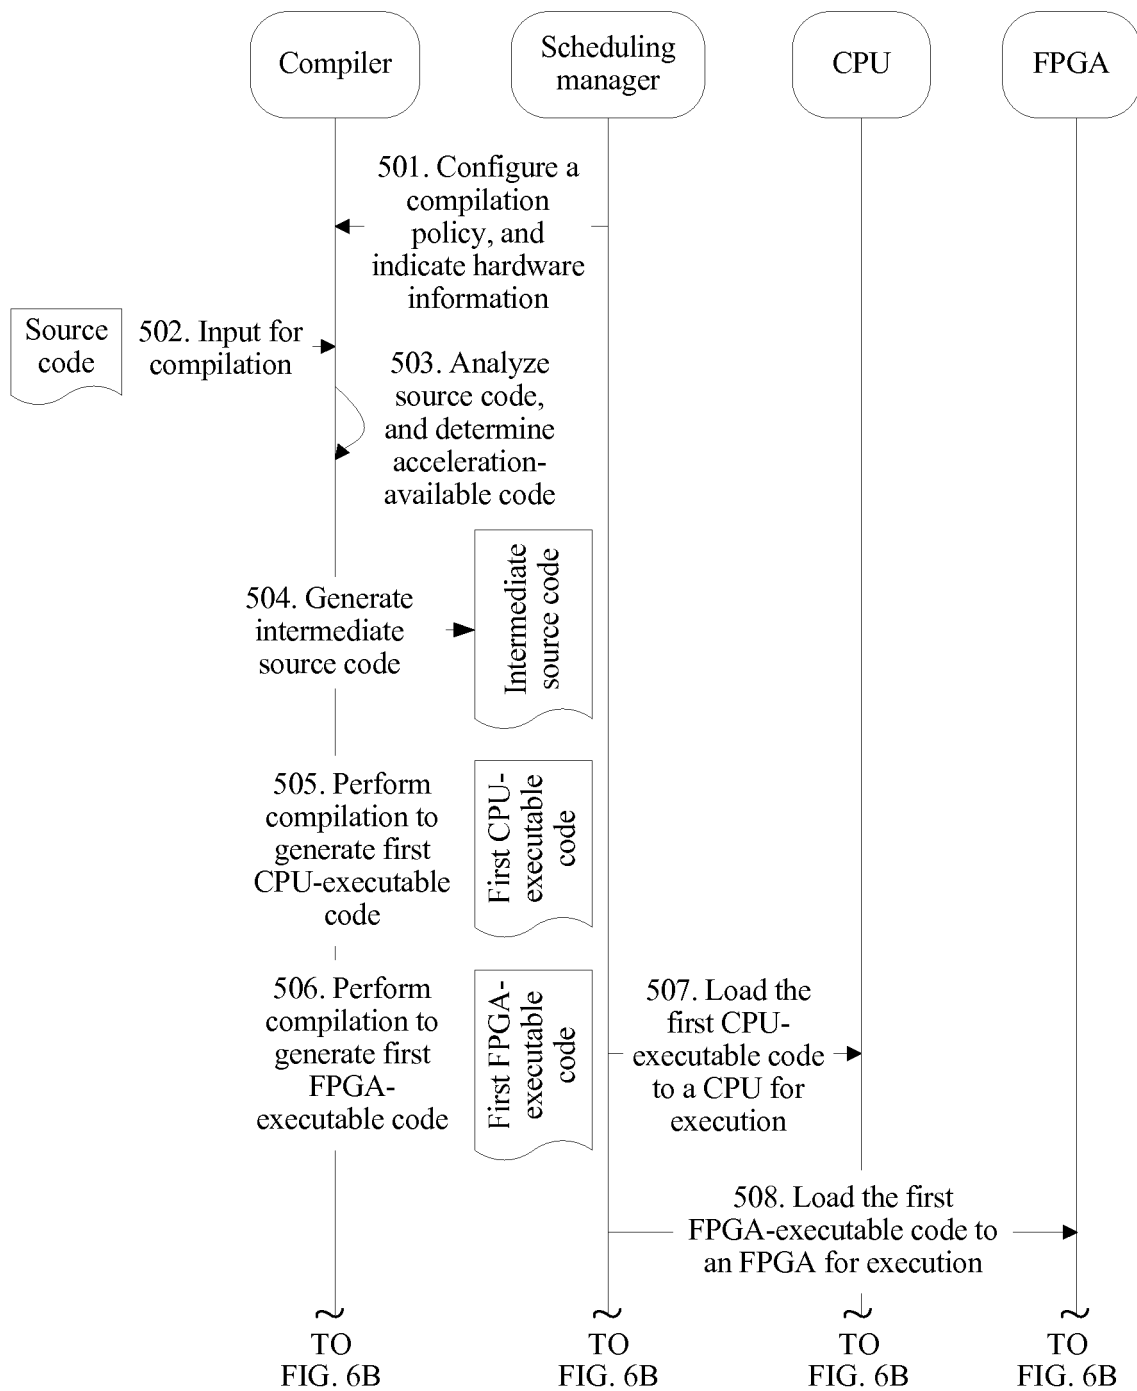 Compiler
Scheduling
manager
CPU
FPGA
501. Configure a
compilation
policy, and
indicate hardware
information
Source
code
502. Input for
compilation
503. Analyze
source code,
and determine
acceleration-
available code
504. Generate
intermediate
source code
Intermediate
source code
505. Perform
compilation to
generate first
CPU-executable
code
First CPU-
executable
code
506. Perform
compilation to
generate first
FPGA-
executable code
First FPGA-
executable
code
507. Load the
first CPU-
executable code
to a CPU for
execution
508. Load the first
FPGA-executable code to
an FPGA for execution
TO
FIG. 6B
TO
FIG. 6B
TO
FIG. 6B
TO
FIG. 6B